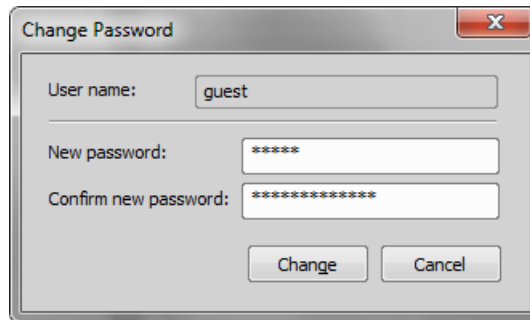 Change Password
User name: guest
New password: *****
Confirm new password: *************
Change Cancel